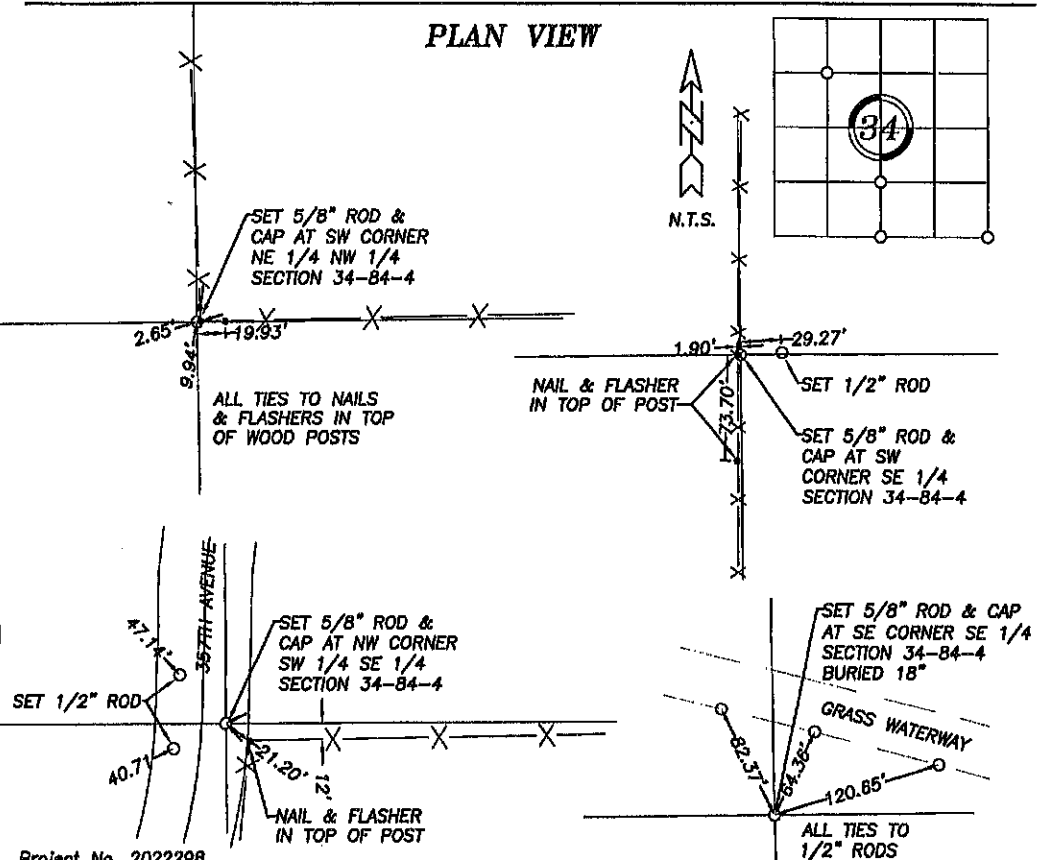 PLAN VIEW
34
N
N.T.S.
SET 5/8" ROD &
CAP AT SW CORNER
NE 1/4 NW 1/4
SECTION 34-84-4
2.65'
19.93'
9.94'
ALL TIES TO NAILS
& FLASHERS IN TOP
OF WOOD POSTS
1.90'
29.27'
NAIL & FLASHER
IN TOP OF POST
73.70'
SET 1/2" ROD
SET 5/8" ROD &
CAP AT SW
CORNER SE 1/4
SECTION 34-84-4
357TH AVENUE
47.14'
SET 1/2" ROD
40.71
SET 5/8" ROD &
CAP AT NW CORNER
SW 1/4 SE 1/4
SECTION 34-84-4
21.20'
12'
NAIL & FLASHER
IN TOP OF POST
SET 5/8" ROD & CAP
AT SE CORNER SE 1/4
SECTION 34-84-4
BURIED 18"
GRASS WATERWAY
82.37'
64.36'
120.65'
ALL TIES TO
1/2" RODS
Project No. 2022298